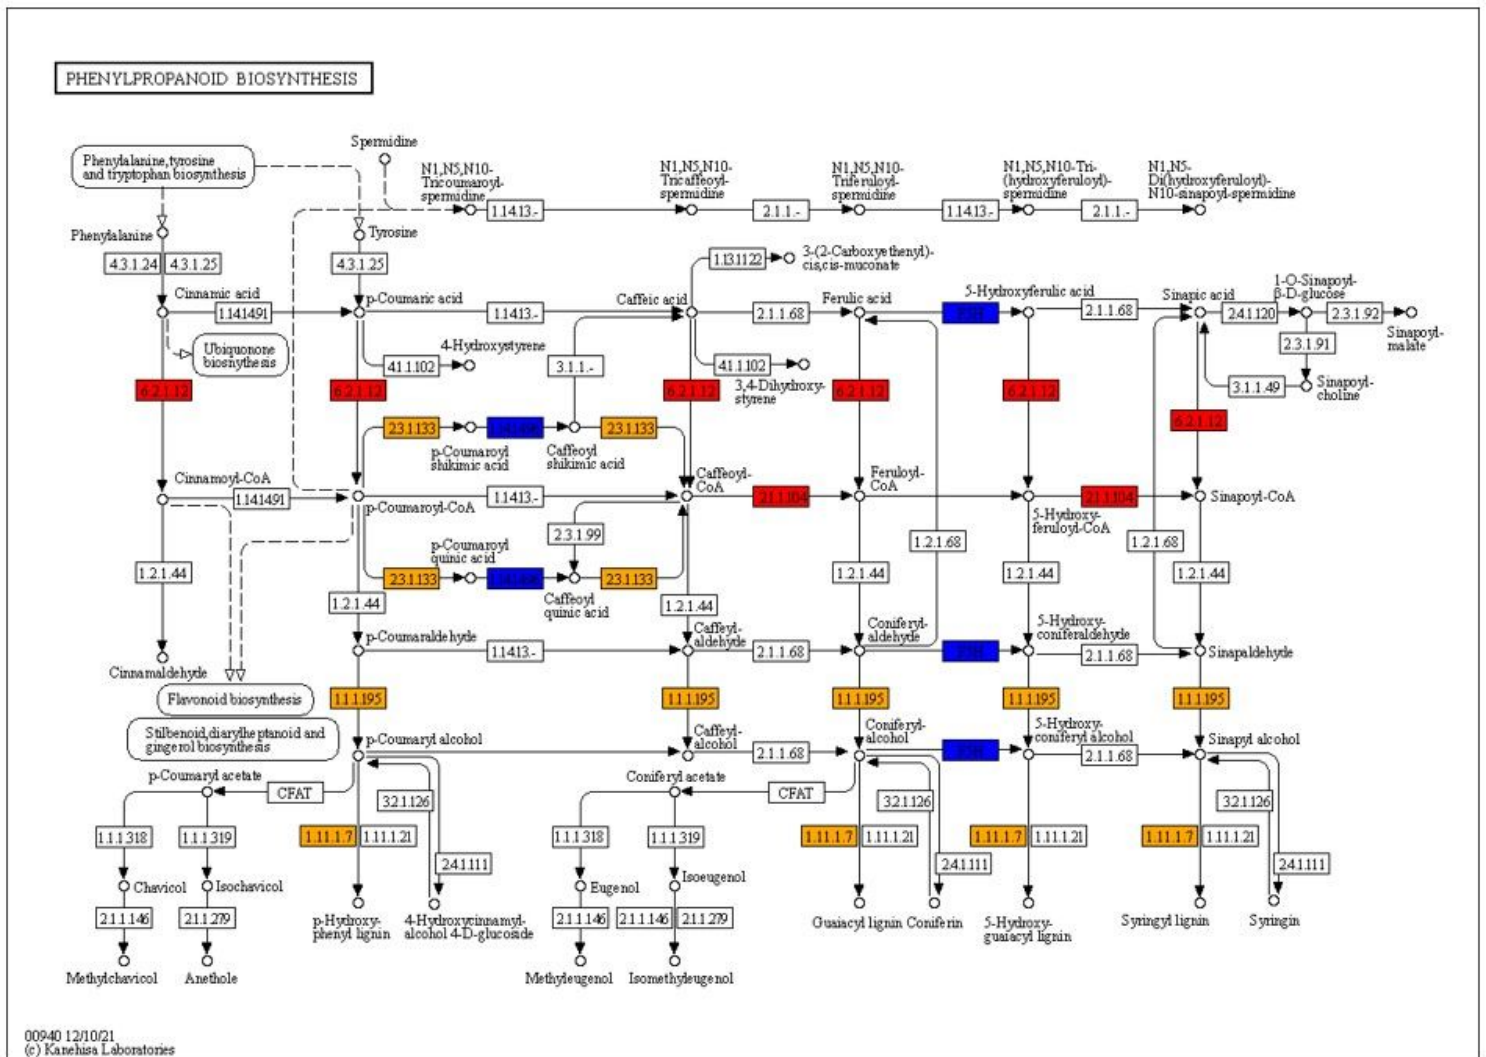 PHENYLPROPANOID BIOSYNTHESIS
Spermidine
Phenylalanine,tyrosine
and tryptophan biosynthesis
N1,N5,N10-
Tricoumaroyl-
spermidine
N1,N5,N10-
Tricaffeoyl-
spermidine
N1,N5,N10-
Triferuloyl-
spermidine
N1,N5,N10-Tri-
(hydroxyferuloyl)-
spermidine
N1,N5-
Di(hydroxyferuloyl)-
N10-sinapoyl-spermidine
1.14.13.-
2.1.1.-
1.14.13.-
2.1.1.-
Phenylalanine
Tyrosine
4.3.1.24
4.3.1.25
4.3.1.25
1.13.11.22
3-(2-Carboxyethenyl)-
cis,cis-muconate
Cinnamic acid
p-Coumaric acid
Caffeic acid
Ferulic acid
5-Hydroxyferulic acid
Sinapic acid
1-O-Sinapoyl-
β-D-glucose
1.14.14.91
1.14.13.-
2.1.1.68
F5H
2.1.1.68
2.4.1.120
2.3.1.92
Sinapoyl-
malate
Ubiquonone
biosnythesis
4-Hydroxystyrene
4.1.1.102
3.1.1.-
4.1.1.102
3,4-Dihydroxy-
styrene
2.3.1.91
3.1.1.49
Sinapoyl-
choline
6.2.1.12
6.2.1.12
6.2.1.12
6.2.1.12
6.2.1.12
6.2.1.12
2.3.1.133
1.14.14.96
2.3.1.133
p-Coumaroyl
shikimic acid
Caffeoyl
shikimic acid
Cinnamoyl-CoA
Caffeoyl-
CoA
Feruloyl-
CoA
1.14.14.91
p-Coumaroyl-CoA
1.14.13.-
2.1.1.104
5-Hydroxy-
feruloyl-CoA
2.1.1.104
Sinapoyl-CoA
2.3.1.99
1.2.1.68
1.2.1.68
p-Coumaroyl
quinic acid
2.3.1.133
1.14.14.96
2.3.1.133
Caffeoyl
quinic acid
1.2.1.44
1.2.1.44
1.2.1.44
1.2.1.44
1.2.1.44
1.2.1.44
p-Coumaraldehyde
Caffeyl-
aldehyde
Coniferyl-
aldehyde
5-Hydroxy-
coniferaldehyde
Sinapaldehyde
1.14.13.-
2.1.1.68
F5H
2.1.1.68
Cinnamaldehyde
Flavonoid biosynthesis
1.1.1.195
1.1.1.195
1.1.1.195
1.1.1.195
1.1.1.195
Stilbenoid,diarylheptanoid and
gingerol biosynthesis
p-Coumaryl alcohol
Caffeyl-
alcohol
Coniferyl-
alcohol
5-Hydroxy-
coniferyl alcohol
Sinapyl alcohol
2.1.1.68
F5H
2.1.1.68
p-Coumaryl acetate
CFAT
Coniferyl acetate
CFAT
3.2.1.126
3.2.1.126
3.2.1.126
1.1.1.318
1.1.1.319
1.11.1.7
1.11.1.21
1.1.1.318
1.1.1.319
1.11.1.7
1.11.1.21
1.11.1.7
1.11.1.21
1.11.1.7
1.11.1.21
2.4.1.111
2.4.1.111
2.4.1.111
Chavicol
Isochavicol
Eugenol
Isoeugenol
2.1.1.146
2.1.1.279
2.1.1.146
2.1.1.146
2.1.1.279
p-Hydroxy-
phenyl lignin
4-Hydroxycinnamyl-
alcohol 4-D-glucoside
Guaiacyl lignin
Coniferin
5-Hydroxy-
guaiacyl lignin
Syringyl lignin
Syringin
Methylchavicol
Anethole
Methyleugenol
Isomethyleugenol
00940 12/10/21
(c) Kanehisa Laboratories